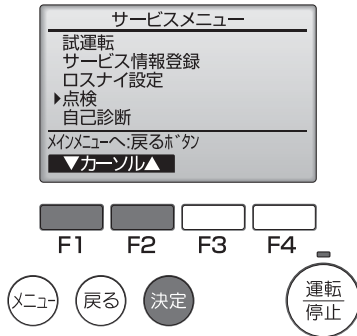 サービスメニュー
試運転
サービス情報登録
ロスナイ設定
▶点検
自己診断
メインメニューへ:戻るボタン
▼カーソル▲
F1 F2 F3 F4
メニュー 戻る 決定 運転
停止